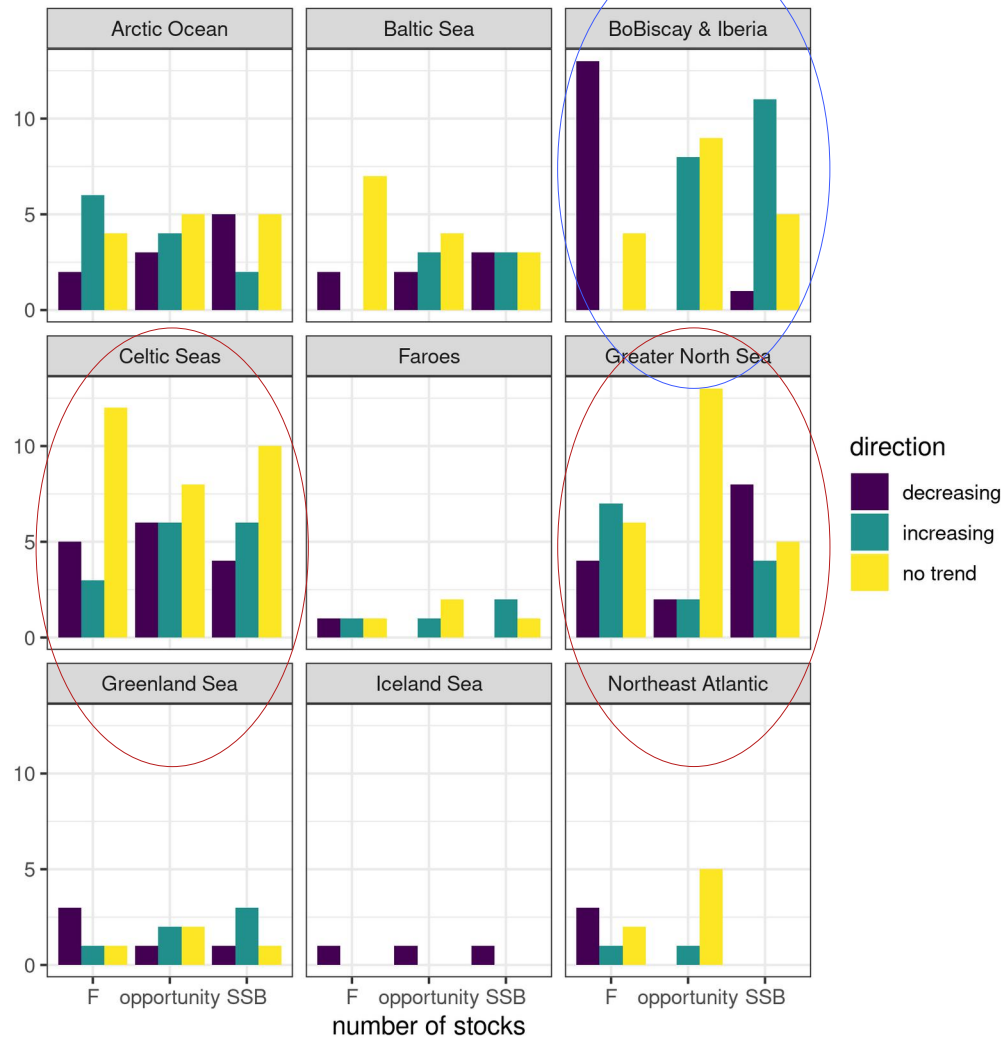 Arctic Ocean
Baltic Sea
BoBiscay & Iberia
10
5
0
Celtic Seas
Faroes
Greater North Sea
10
5
0
direction
decreasing
increasing
no trend
Greenland Sea
Iceland Sea
Northeast Atlantic
10
5
0
F opportunity SSB
F opportunity SSB
F opportunity SSB
number of stocks